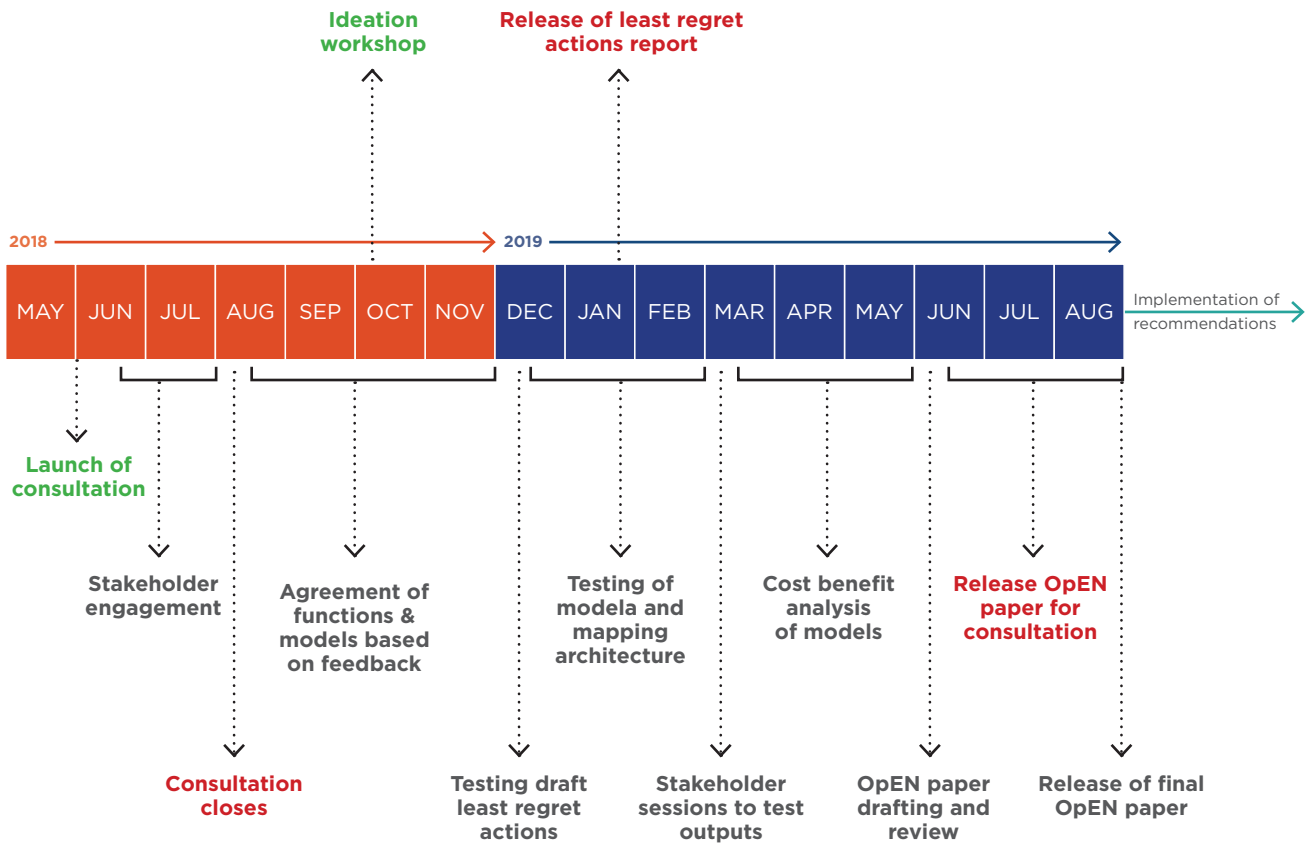 Ideation
workshop
Release of least regret
actions report
2018
2019
MAY
JUN
JUL
AUG
SEP
OCT
NOV
DEC
JAN
FEB
MAR
APR
MAY
JUN
JUL
AUG
Implementation of
recommendations
Launch of
consultation
Stakeholder
engagement
Agreement of
functions &
models based
on feedback
Testing of
modela and
mapping
architecture
Cost benefit
analysis
of models
Release OpEN
paper for
consultation
Consultation
closes
Testing draft
least regret
actions
Stakeholder
sessions to test
outputs
OpEN paper
drafting and
review
Release of final
OpEN paper